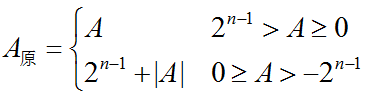 A原 = { A 2^{n-1} > A ≥ 0
2^{n-1} + |A| 0 ≥ A > -2^{n-1}